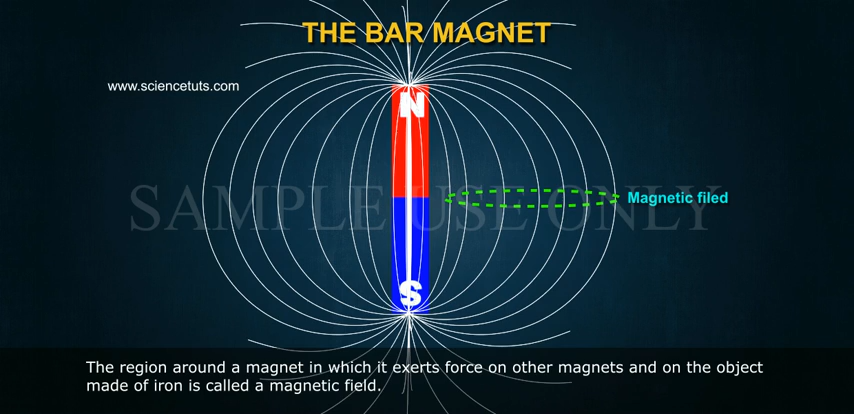 THE BAR MAGNET
www.sciencetuts.com
N
SAMPLE USE ONLY
Magnetic filed
S
The region around a magnet in which it exerts force on other magnets and on the object
made of iron is called a magnetic field.